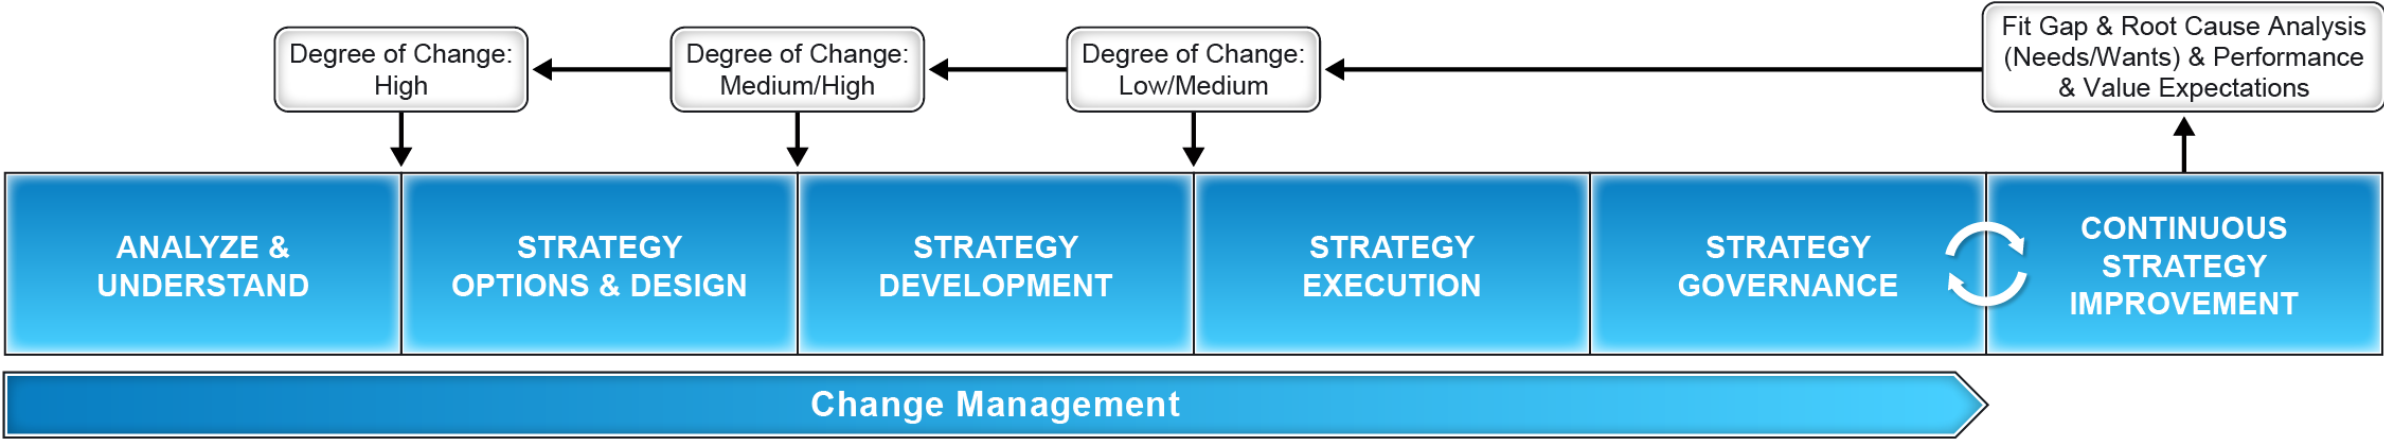 Degree of Change:
High
Degree of Change:
Medium/High
Degree of Change:
Low/Medium
Fit Gap & Root Cause Analysis
(Needs/Wants) & Performance
& Value Expectations
ANALYZE &
UNDERSTAND
STRATEGY
OPTIONS & DESIGN
STRATEGY
DEVELOPMENT
STRATEGY
EXECUTION
STRATEGY
GOVERNANCE
CONTINUOUS
STRATEGY
IMPROVEMENT
Change Management